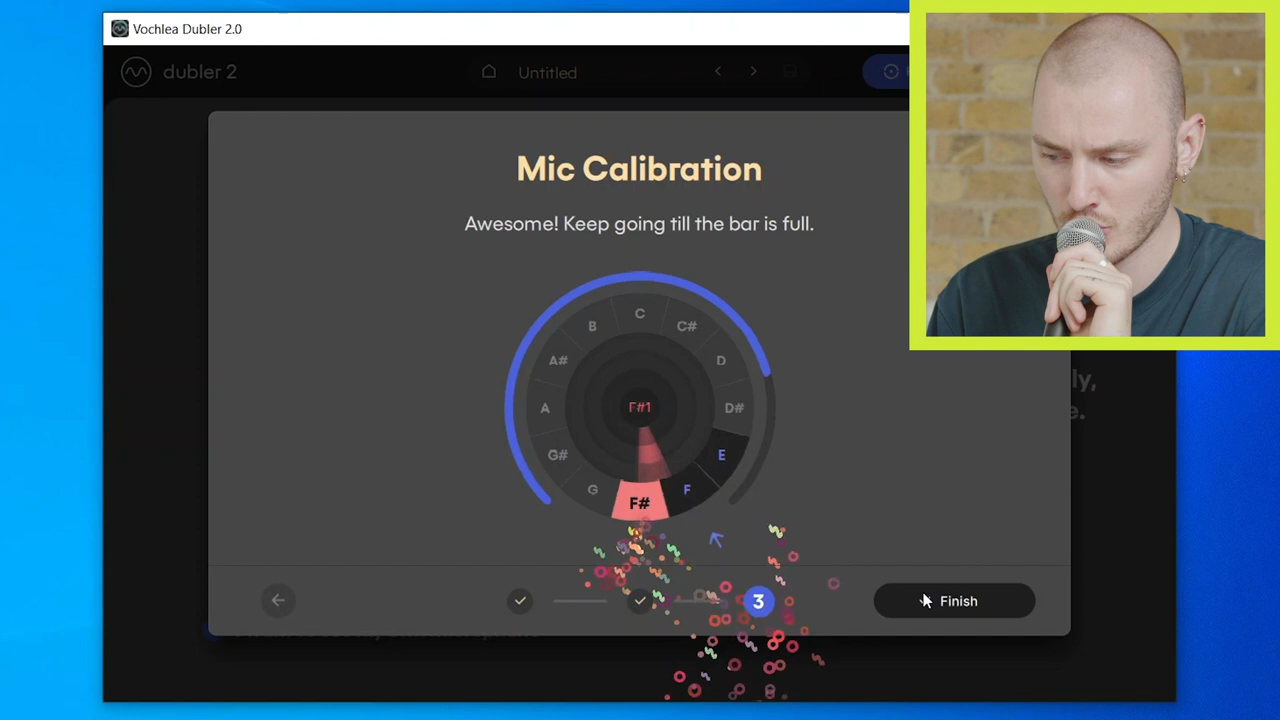 Vochlea Dubler 2.0
dubler 2
Untitled
Mic Calibration
Awesome! Keep going till the bar is full.
C
C#
D
D#
E
F
F#
G
G#
A
A#
B
F#1
ly,
e.
3
Finish